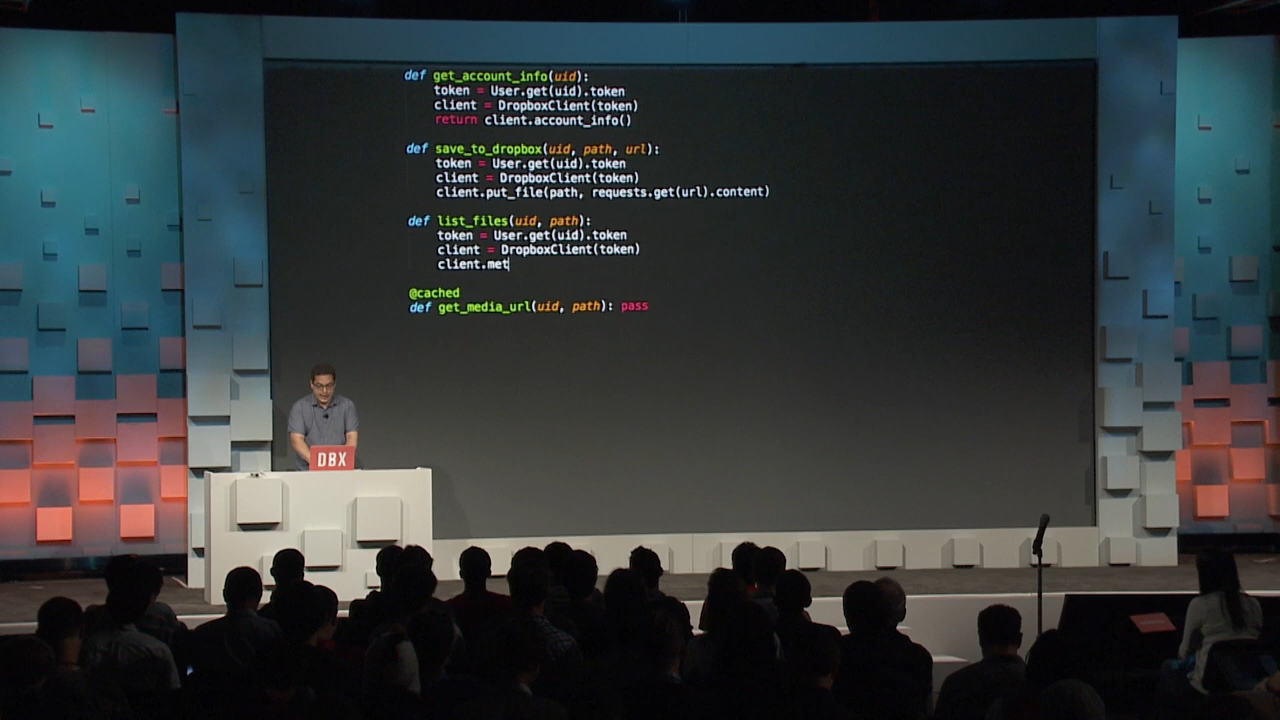 def get_account_info(uid):
token = User.get(uid).token
client = DropboxClient(token)
return client.account_info()
def save_to_dropbox(uid, path, url):
token = User.get(uid).token
client = DropboxClient(token)
client.put_file(path, requests.get(url).content)
def list_files(uid, path):
token = User.get(uid).token
client = DropboxClient(token)
client.met
@cached
def get_media_url(uid, path): pass
DBX